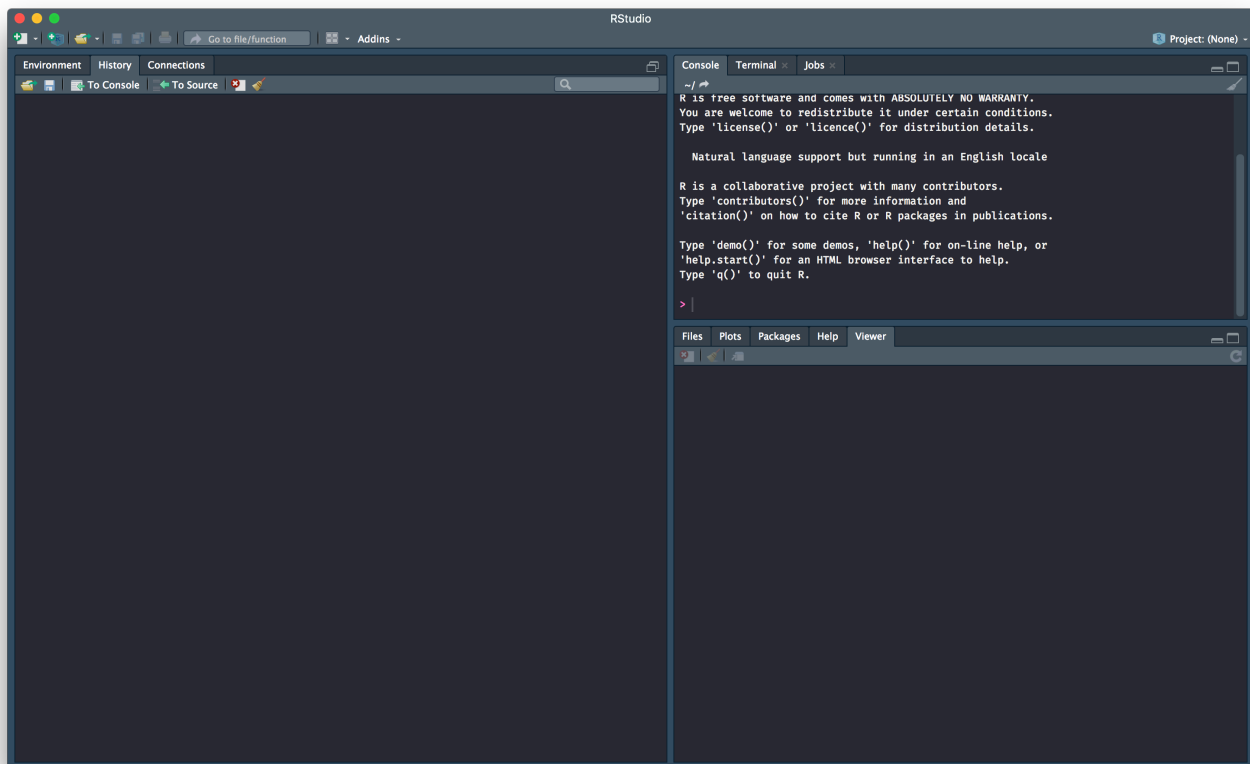 RStudio
Go to file/function
Addins
Project: (None)
Environment History Connections
To Console To Source
Console Terminal Jobs
~/
R is free software and comes with ABSOLUTELY NO WARRANTY.
You are welcome to redistribute it under certain conditions.
Type 'license()' or 'licence()' for distribution details.
Natural language support but running in an English locale
R is a collaborative project with many contributors.
Type 'contributors()' for more information and
'citation()' on how to cite R or R packages in publications.
Type 'demo()' for some demos, 'help()' for on-line help, or
'help.start()' for an HTML browser interface to help.
Type 'q()' to quit R.
>
Files Plots Packages Help Viewer